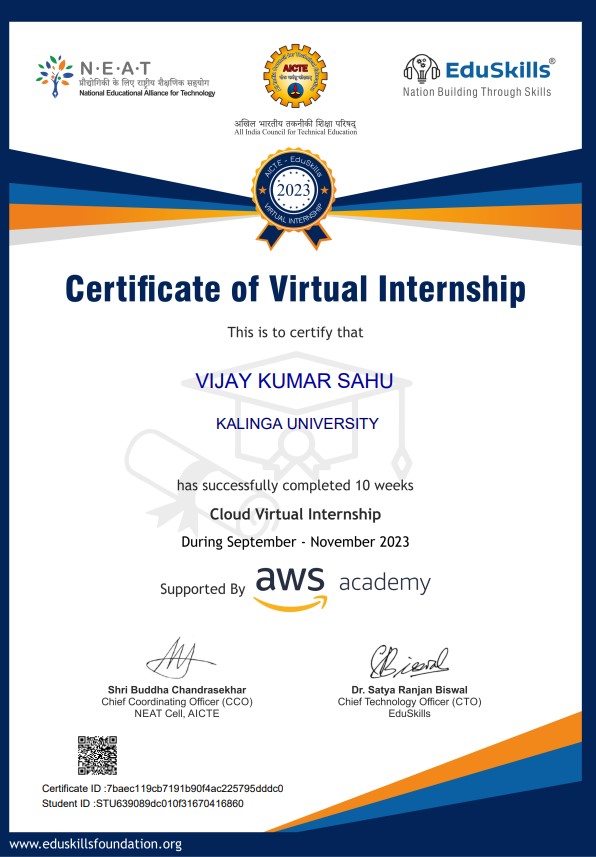 N·E·A·T
प्रौद्योगिकी के लिए राष्ट्रीय शैक्षणिक सहयोग
National Educational Alliance for Technology
AICTE
अखिल भारतीय तकनीकी शिक्षा परिषद्
All India Council for Technical Education
EduSkills®
Nation Building Through Skills
AICTE - EduSkills
2023
VIRTUAL INTERNSHIP
Certificate of Virtual Internship
This is to certify that
VIJAY KUMAR SAHU
KALINGA UNIVERSITY
has successfully completed 10 weeks
Cloud Virtual Internship
During September - November 2023
Supported By aws academy
Shri Buddha Chandrasekhar
Chief Coordinating Officer (CCO)
NEAT Cell, AICTE
Dr. Satya Ranjan Biswal
Chief Technology Officer (CTO)
EduSkills
Certificate ID :7baec119cb7191b90f4ac225795dddc0
Student ID :STU639089dc010f31670416860
www.eduskillsfoundation.org